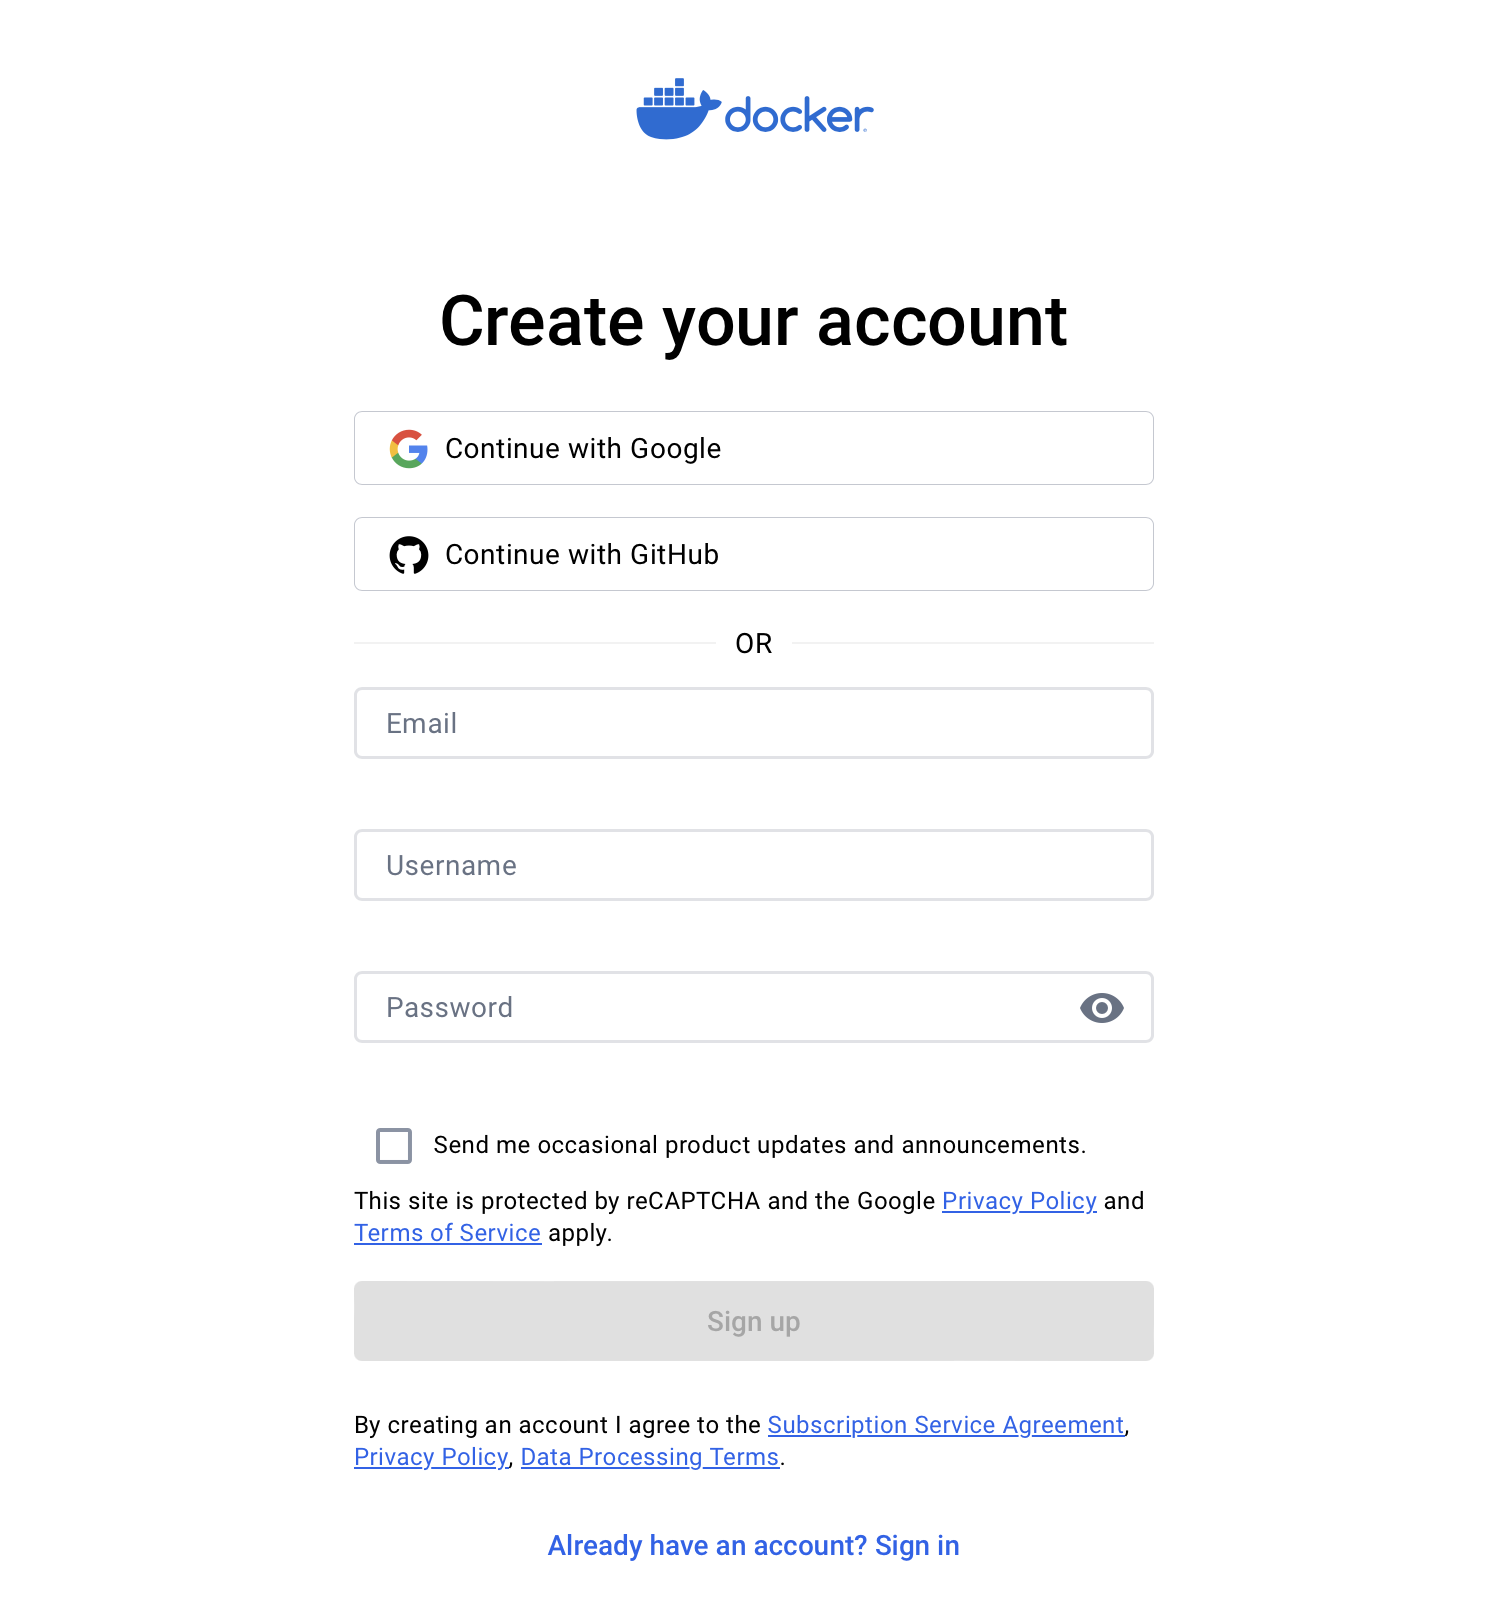 docker
Create your account
Continue with Google
Continue with GitHub
OR
Email
Username
Password
Send me occasional product updates and announcements.
This site is protected by reCAPTCHA and the Google Privacy Policy and
Terms of Service apply.
Sign up
By creating an account I agree to the Subscription Service Agreement,
Privacy Policy, Data Processing Terms.
Already have an account? Sign in